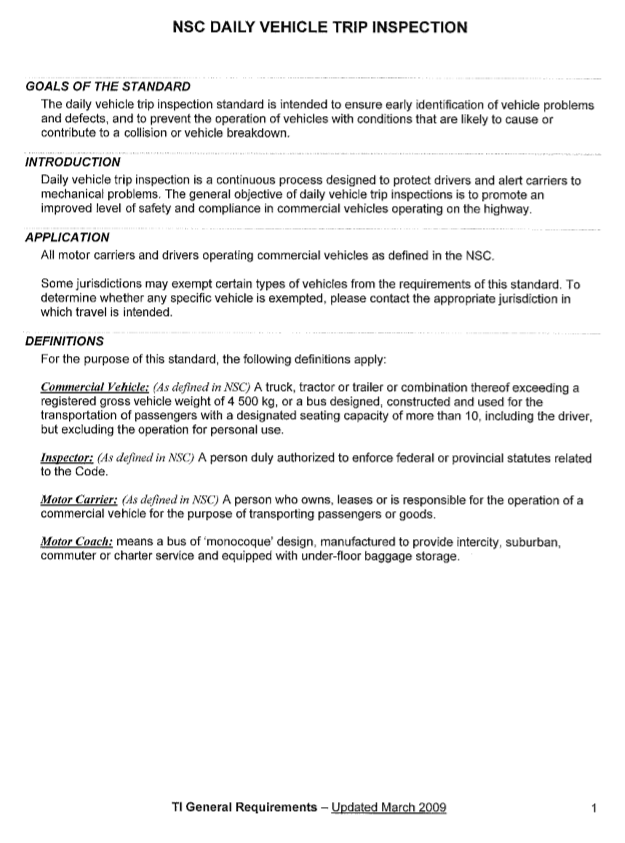 NSC DAILY VEHICLE TRIP INSPECTION
GOALS OF THE STANDARD
The daily vehicle trip inspection standard is intended to ensure early identification of vehicle problems
and defects, and to prevent the operation of vehicles with conditions that are likely to cause or
contribute to a collision or vehicle breakdown.
INTRODUCTION
Daily vehicle trip inspection is a continuous process designed to protect drivers and alert carriers to
mechanical problems. The general objective of daily vehicle trip inspections is to promote an
improved level of safety and compliance in commercial vehicles operating on the highway.
APPLICATION
All motor carriers and drivers operating commercial vehicles as defined in the NSC.
Some jurisdictions may exempt certain types of vehicles from the requirements of this standard. To
determine whether any specific vehicle is exempted, please contact the appropriate jurisdiction in
which travel is intended.
DEFINITIONS
For the purpose of this standard, the following definitions apply:
Commercial Vehicle: (As defined in NSC) A truck, tractor or trailer or combination thereof exceeding a
registered gross vehicle weight of 4 500 kg, or a bus designed, constructed and used for the
transportation of passengers with a designated seating capacity of more than 10, including the driver,
but excluding the operation for personal use.
Inspector: (As defined in NSC) A person duly authorized to enforce federal or provincial statutes related
to the Code.
Motor Carrier: (As defined in NSC) A person who owns, leases or is responsible for the operation of a
commercial vehicle for the purpose of transporting passengers or goods.
Motor Coach: means a bus of 'monocoque' design, manufactured to provide intercity, suburban,
commuter or charter service and equipped with under-floor baggage storage.
TI General Requirements – Updated March 2009 1